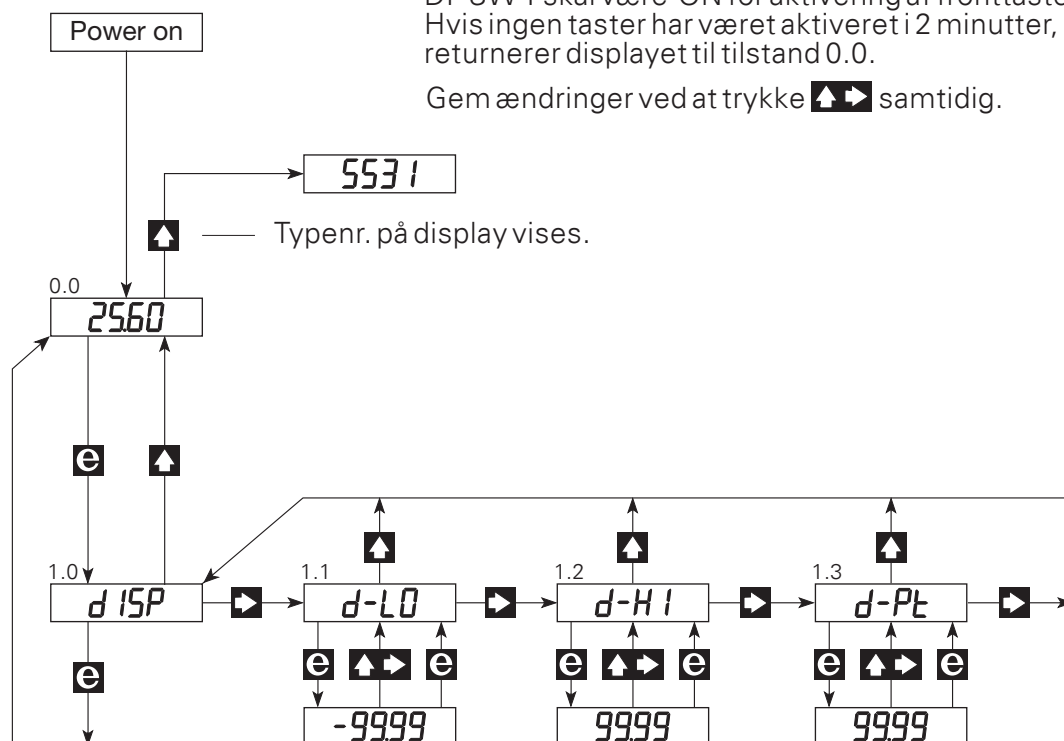 Hvis ingen taster har været aktiveret i 2 minutter,
returnerer displayet til tilstand 0.0.
Gem ændringer ved at trykke samtidig.
Power on
5531
Typenr. på display vises.
0.0
25.60
e
1.0
dISP
1.1
d-LO
1.2
d-HI
1.3
d-Pt
e
e e
e e
e e
-99.99
99.99
99.99